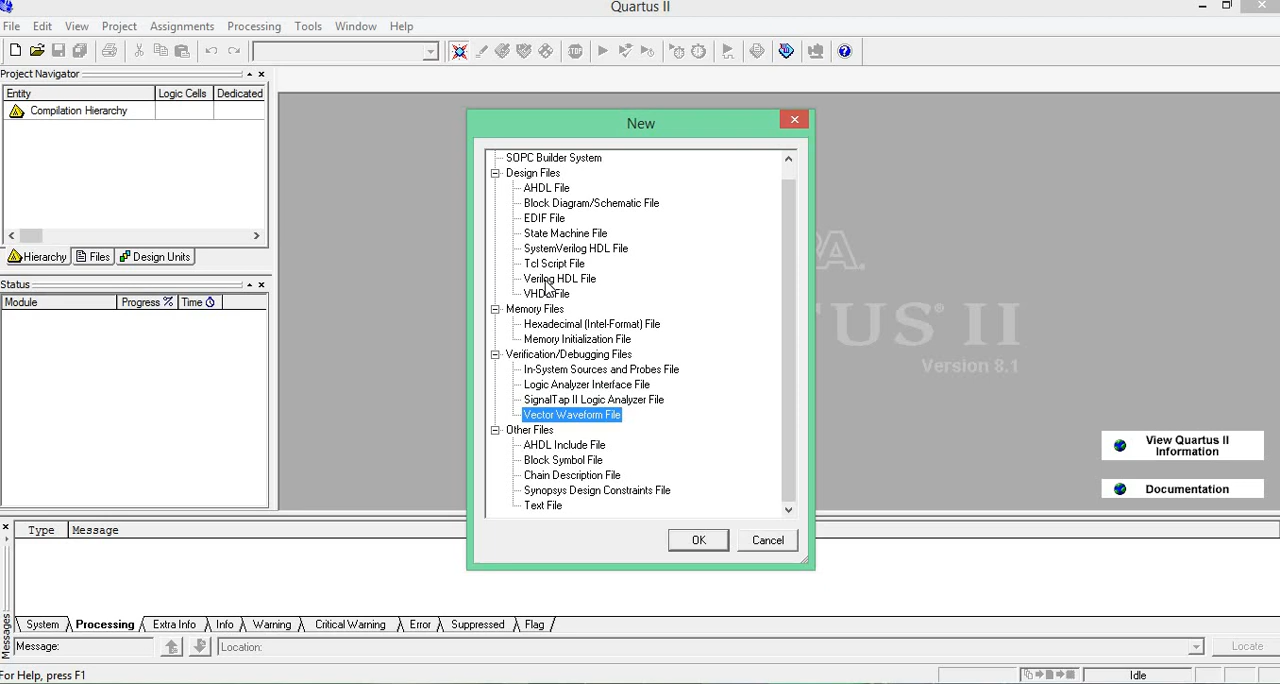 Quartus II
File Edit View Project Assignments Processing Tools Window Help
Project Navigator
Entity Logic Cells Dedicated
Compilation Hierarchy
Hierarchy Files Design Units
Status
Module Progress % Time
New
SOPC Builder System
Design Files
AHDL File
Block Diagram/Schematic File
EDIF File
State Machine File
SystemVerilog HDL File
Tcl Script File
Verilog HDL File
VHDL File
Memory Files
Hexadecimal (Intel-Format) File
Memory Initialization File
Verification/Debugging Files
In-System Sources and Probes File
Logic Analyzer Interface File
SignalTap II Logic Analyzer File
Vector Waveform File
Other Files
AHDL Include File
Block Symbol File
Chain Description File
Synopsys Design Constraints File
Text File
OK Cancel
RA.
US® II
Version 8.1
View Quartus II
Information
Documentation
Type Message
System Processing Extra Info Info Warning Critical Warning Error Suppressed Flag
Messages
Message: Location: Locate
For Help, press F1 Idle